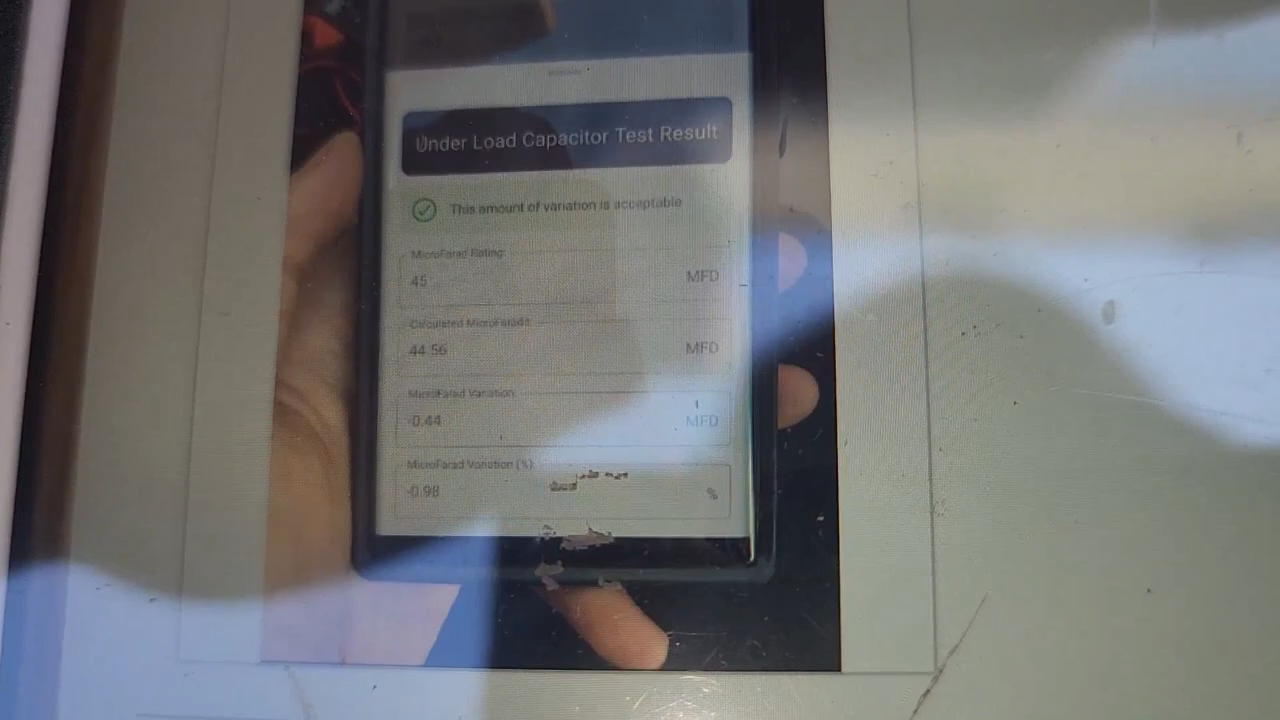 Under Load Capacitor Test Result
This amount of variation is acceptable
MicroFarad Rating:
45 MFD
Calculated MicroFarads:
44.56 MFD
MicroFarad Variation:
-0.44 MFD
MicroFarad Variation (%):
-0.98 %